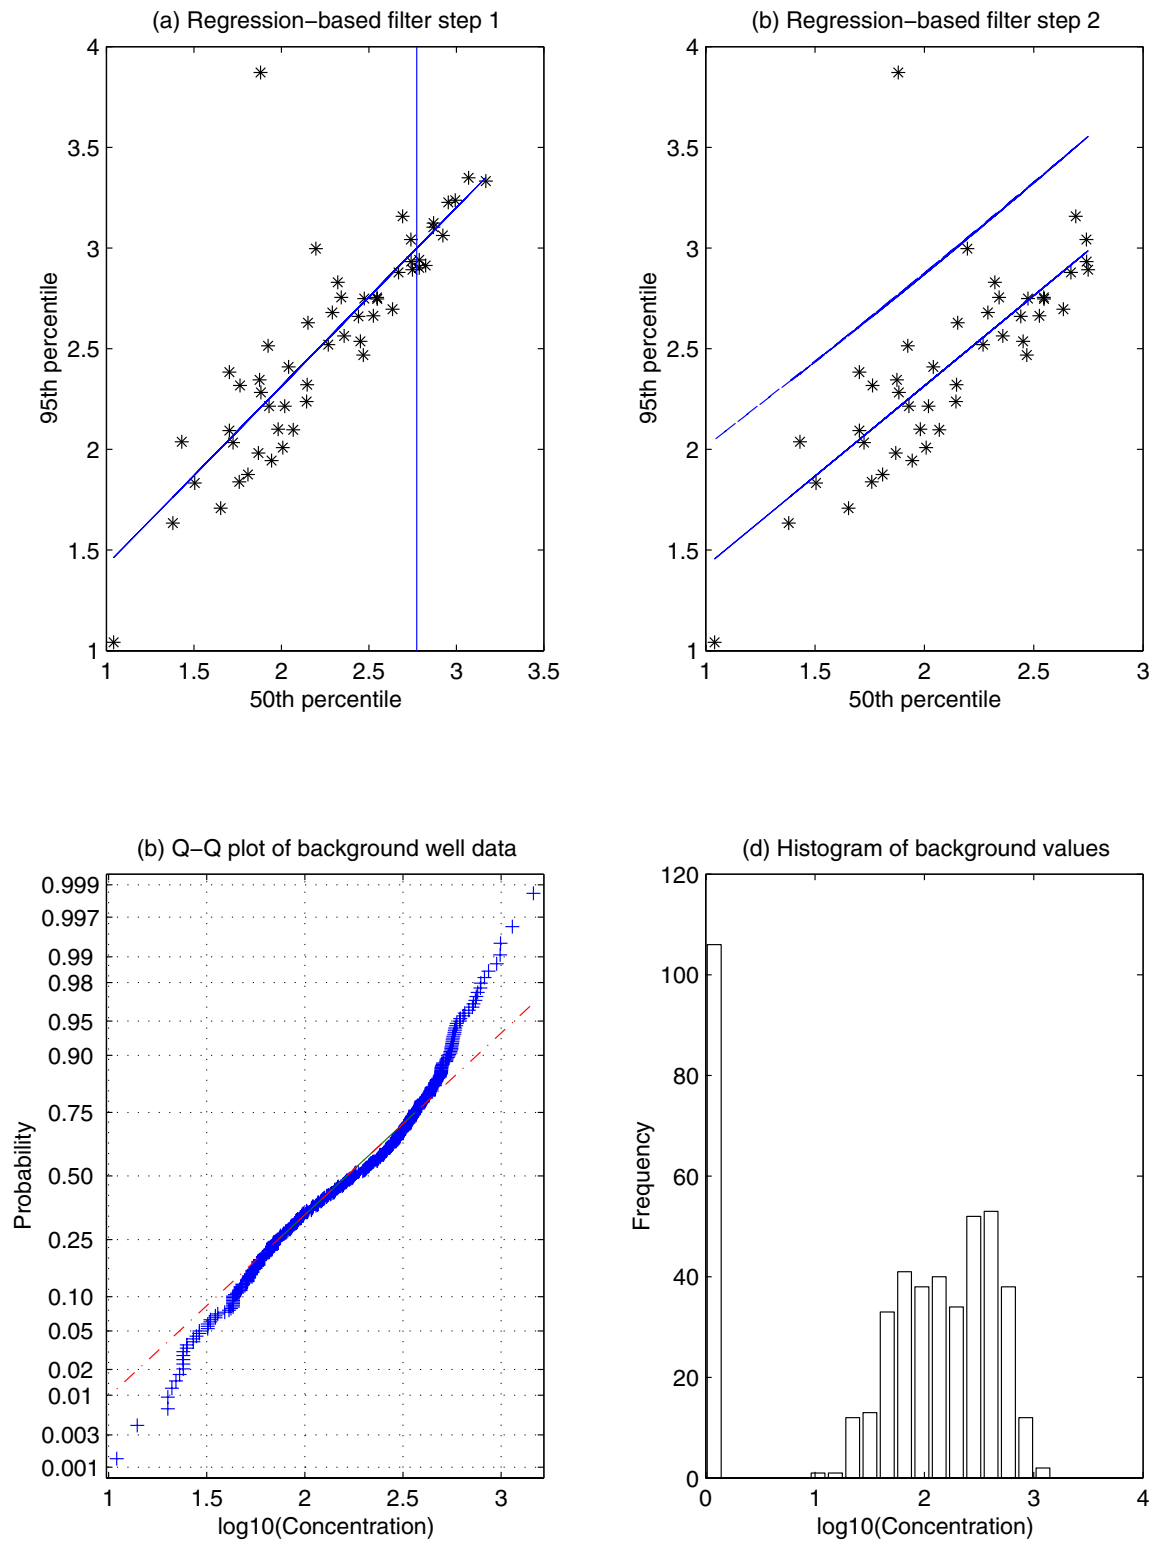 (a) Regression−based filter step 1
4
3.5
3
2.5
2
1.5
1
95th percentile
1 1.5 2 2.5 3 3.5
50th percentile
(b) Regression−based filter step 2
4
3.5
3
2.5
2
1.5
1
95th percentile
1 1.5 2 2.5 3
50th percentile
(b) Q−Q plot of background well data
0.999
0.997
0.99
0.98
0.95
0.90
0.75
0.50
0.25
0.10
0.05
0.02
0.01
0.003
0.001
Probability
1 1.5 2 2.5 3
log10(Concentration)
(d) Histogram of background values
120
100
80
60
40
20
0
Frequency
0 1 2 3 4
log10(Concentration)